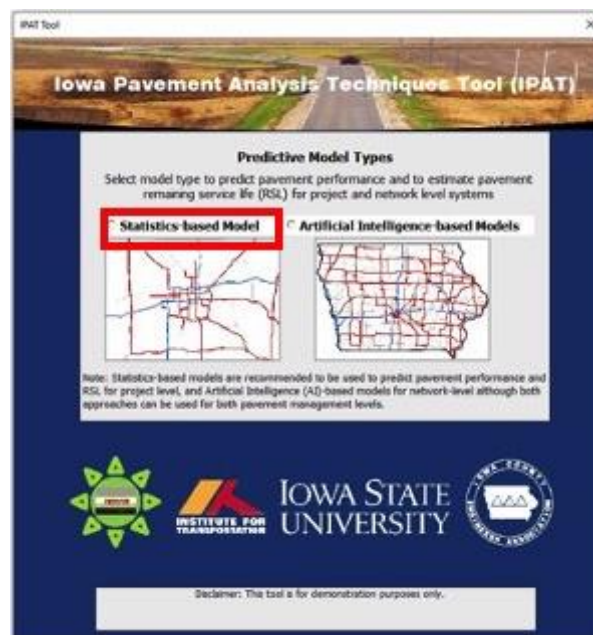 IPAT Tool
Iowa Pavement Analysis Techniques Tool (IPAT)
Predictive Model Types
Select model type to predict pavement performance and to estimate pavement
remaining service life (RSL) for project and network level systems
Statistics-based Model
Artificial Intelligence-based Models
Note: Statistics-based models are recommended to be used to predict pavement performance and
RSL for project level, and Artificial Intelligence (AI)-based models for network-level although both
approaches can be used for both pavement management levels.
INSTITUTE FOR
TRANSPORTATION
IOWA STATE
UNIVERSITY
IOWA COUNTY
Disclaimer: This tool is for demonstration purposes only.